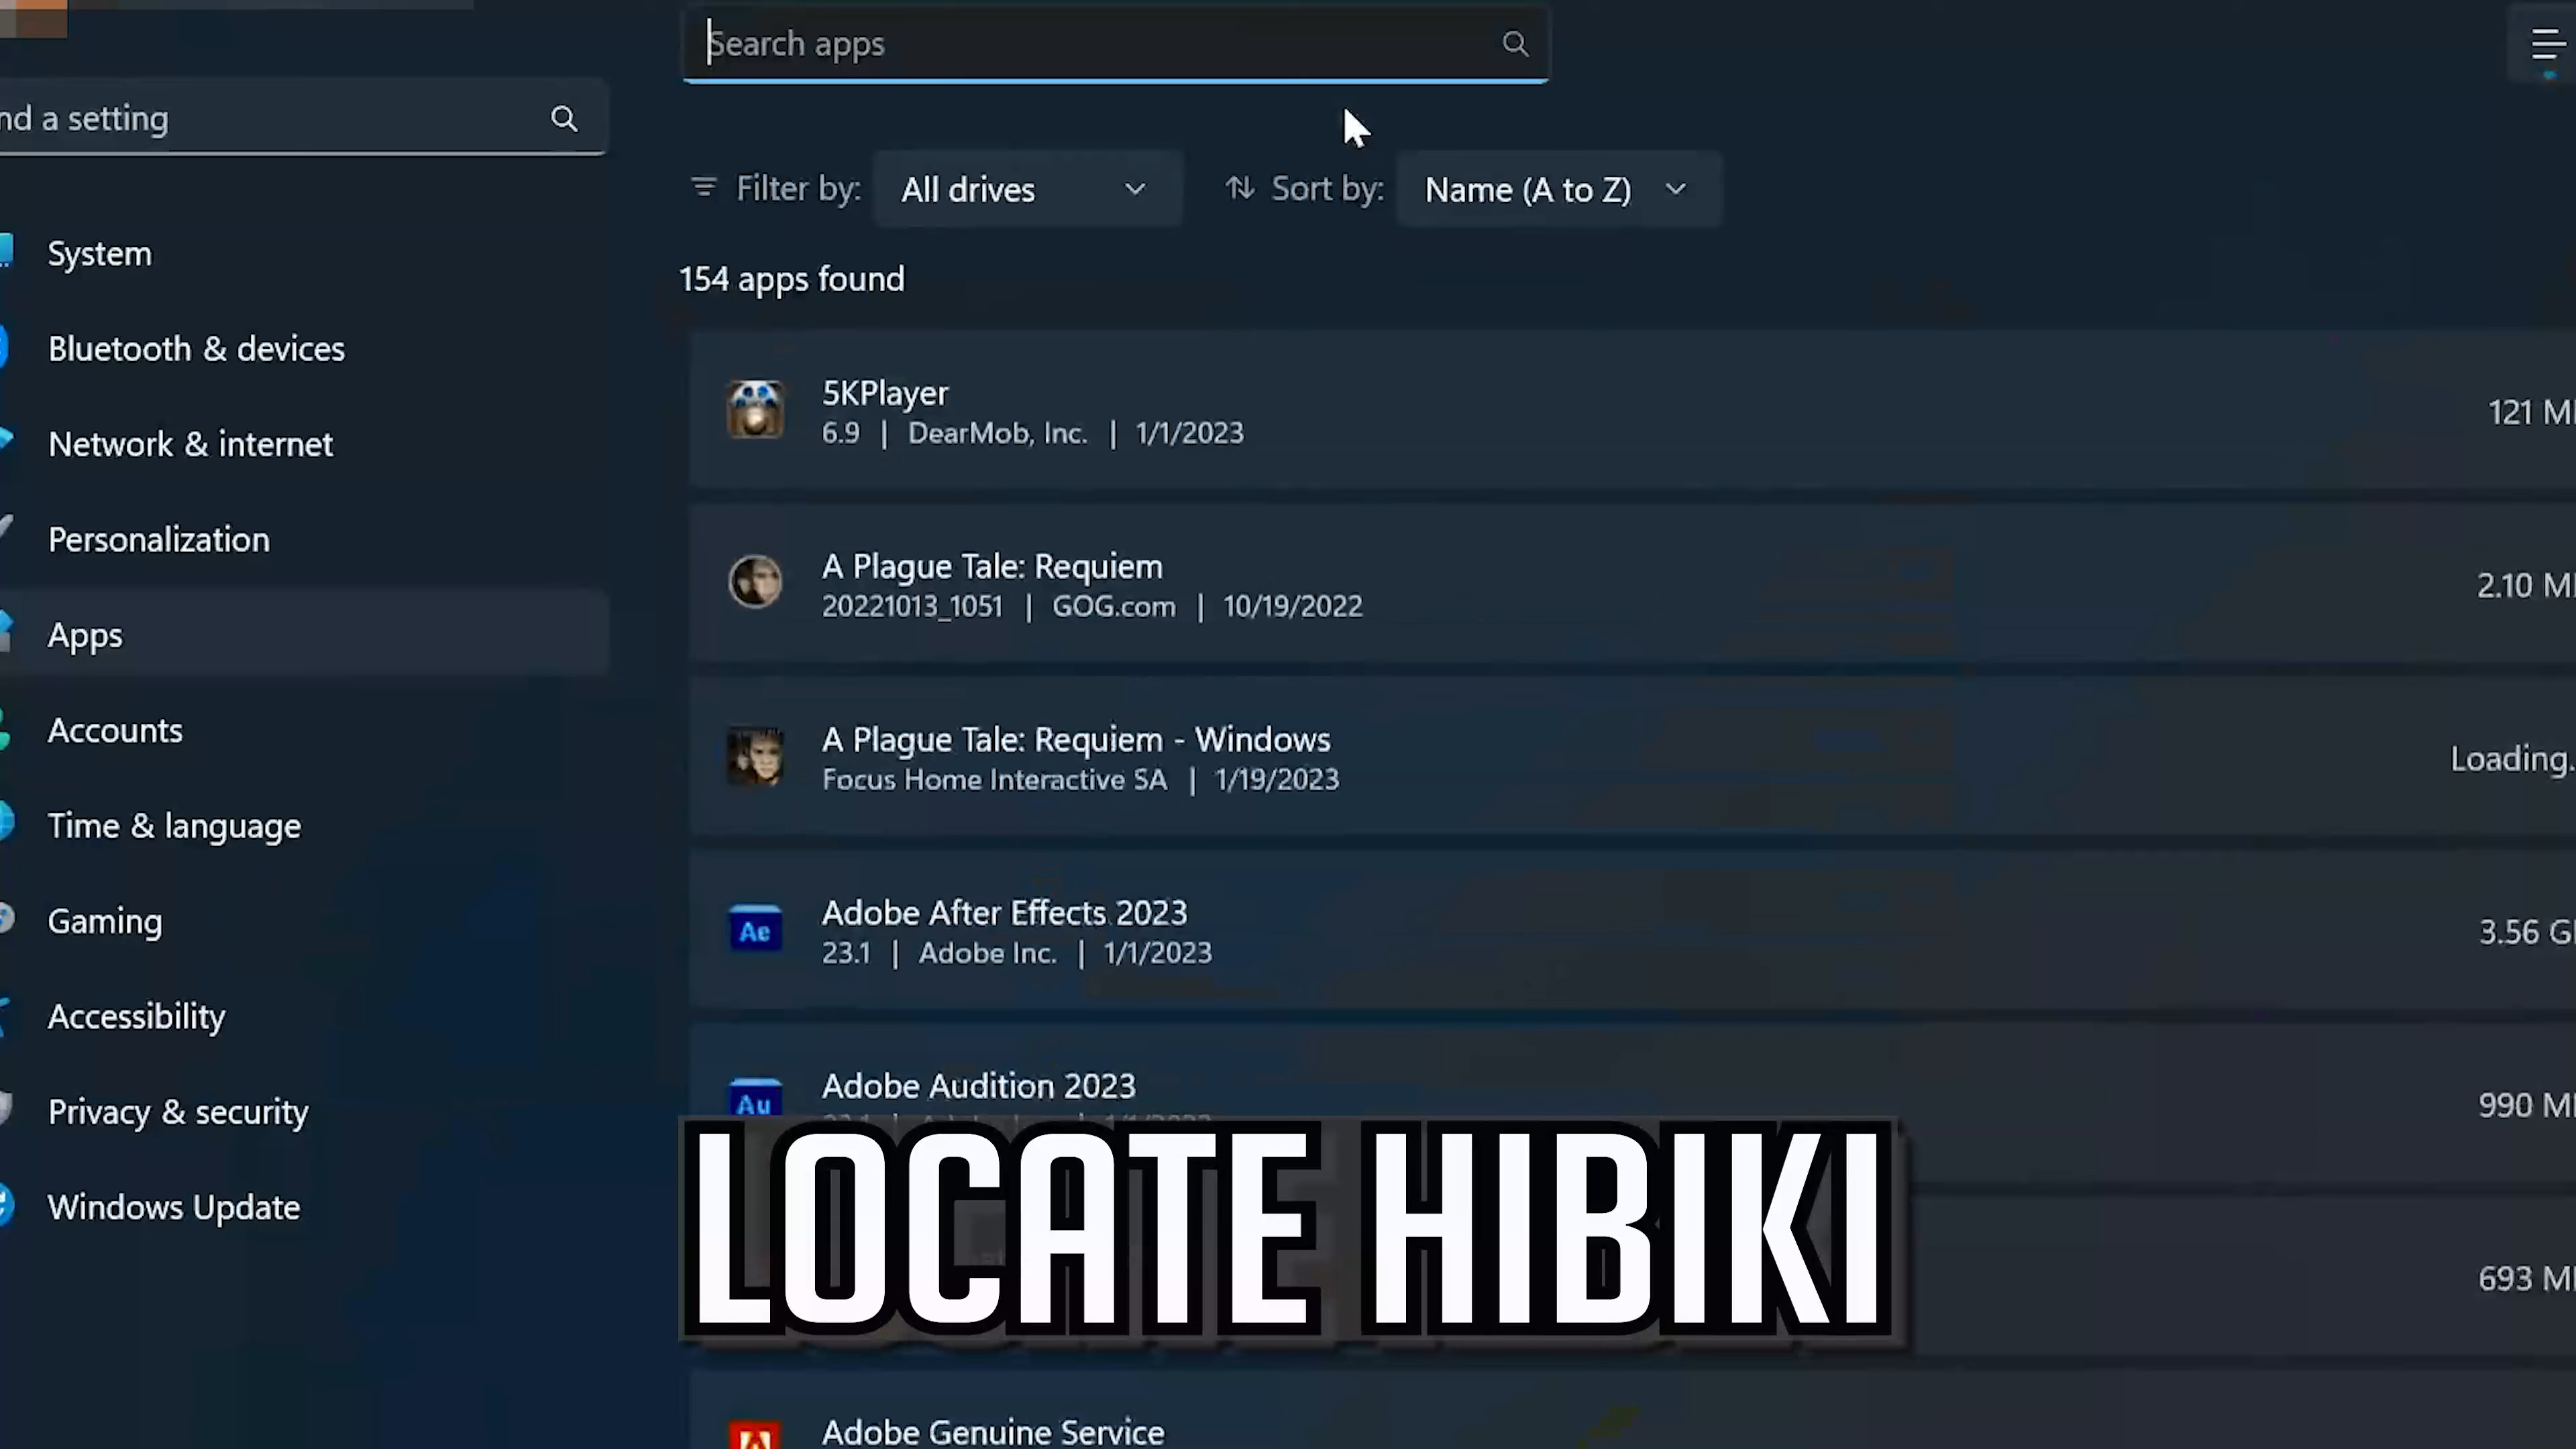 Search apps
nd a setting
Filter by: All drives
Sort by: Name (A to Z)
154 apps found
System
Bluetooth & devices
Network & internet
Personalization
Apps
Accounts
Time & language
Gaming
Accessibility
Privacy & security
Windows Update
5KPlayer
6.9 | DearMob, Inc. | 1/1/2023
121 M
A Plague Tale: Requiem
20221013_1051 | GOG.com | 10/19/2022
2.10 M
A Plague Tale: Requiem - Windows
Focus Home Interactive SA | 1/19/2023
Loading.
Ae
Adobe After Effects 2023
23.1 | Adobe Inc. | 1/1/2023
3.56 G
Au
Adobe Audition 2023
990 M
LOCATE HIBIKI
693 M
Adobe Genuine Service